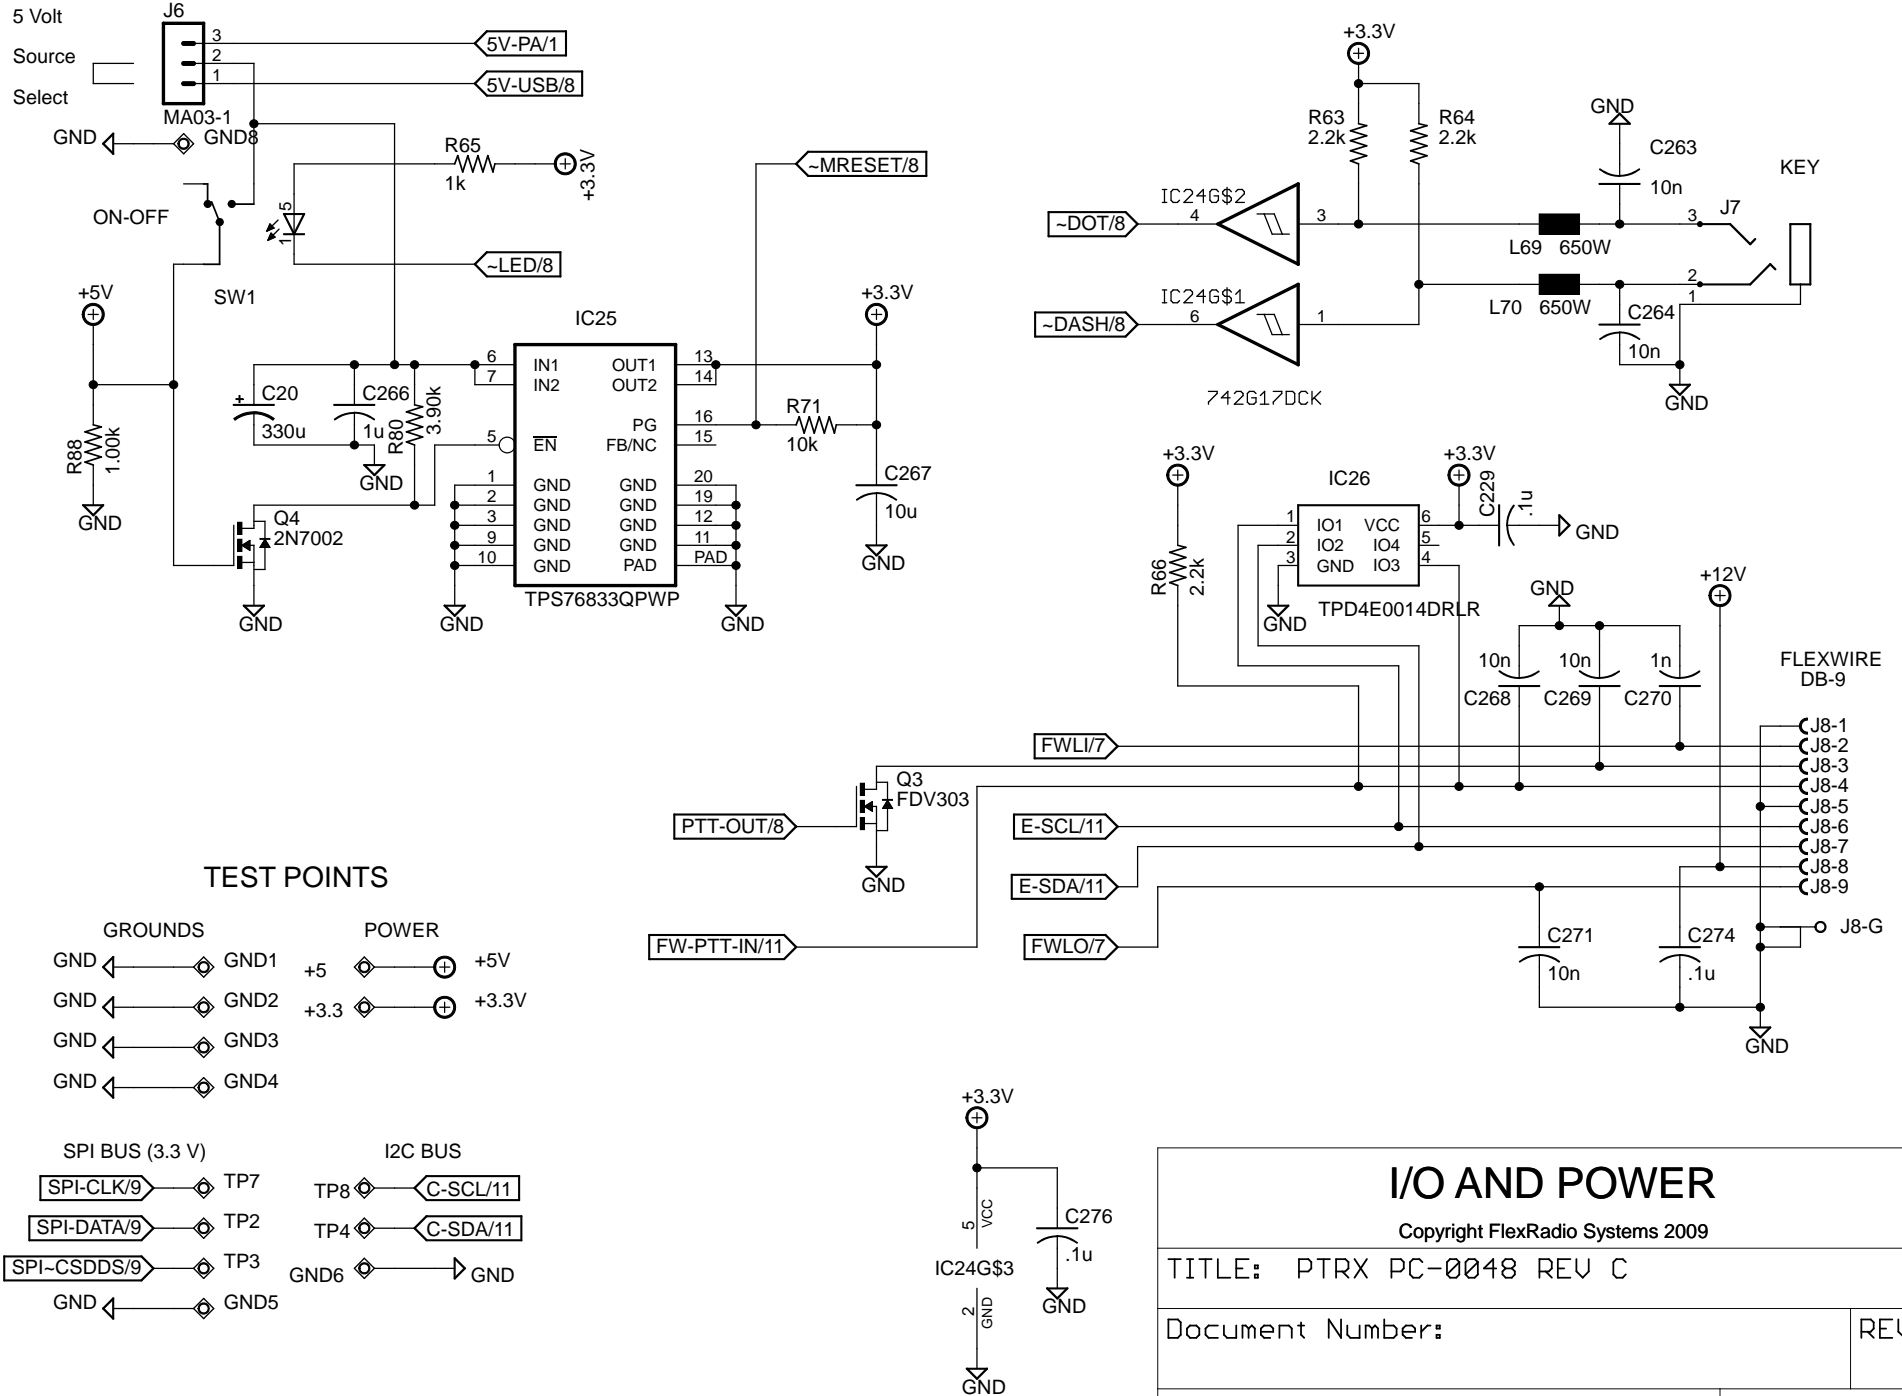 5 Volt
Source
Select
J6
3
2
1
MA03-1
5V-PA/1
5V-USB/8
GND
GND8
ON-OFF
SW1
R65
1k
+3.3V
5
1
~LED/8
~MRESET/8
+5V
R88
1.00k
GND
C20
+
330u
C266
1u
GND
R80
3.90k
Q4
2N7002
GND
IC25
6
7
5
1
2
3
9
10
IN1
IN2
EN
GND
GND
GND
GND
GND
OUT1
OUT2
PG
FB/NC
GND
GND
GND
GND
PAD
13
14
16
15
20
19
12
11
PAD
TPS76833QPWP
GND
GND
+3.3V
R71
10k
C267
10u
GND
+3.3V
R63
2.2k
R64
2.2k
~DOT/8
4
IC24G$2
3
~DASH/8
6
IC24G$1
1
742G17DCK
L69 650W
L70 650W
GND
C263
10n
C264
10n
GND
KEY
J7
3
2
1
+3.3V
R66
2.2k
IC26
1
2
3
IO1
IO2
GND
VCC
IO4
IO3
6
5
4
TPD4E0014DRLR
GND
+3.3V
C229
.1u
GND
GND
10n
C268
10n
C269
1n
C270
+12V
FLEXWIRE
DB-9
J8-1
J8-2
J8-3
J8-4
J8-5
J8-6
J8-7
J8-8
J8-9
J8-G
FWLI/7
Q3
FDV303
PTT-OUT/8
GND
E-SCL/11
E-SDA/11
FW-PTT-IN/11
FWLO/7
C271
10n
C274
.1u
GND
TEST POINTS
GROUNDS
GND GND1
GND GND2
GND GND3
GND GND4
POWER
+5 +5V
+3.3 +3.3V
SPI BUS (3.3 V)
SPI-CLK/9 TP7
SPI-DATA/9 TP2
SPI~CSDDS/9 TP3
GND GND5
I2C BUS
TP8 C-SCL/11
TP4 C-SDA/11
GND6 GND
+3.3V
5
VCC
IC24G$3
2
GND
GND
C276
.1u
GND
I/O AND POWER
Copyright FlexRadio Systems 2009
TITLE: PTRX PC-0048 REV C
Document Number: